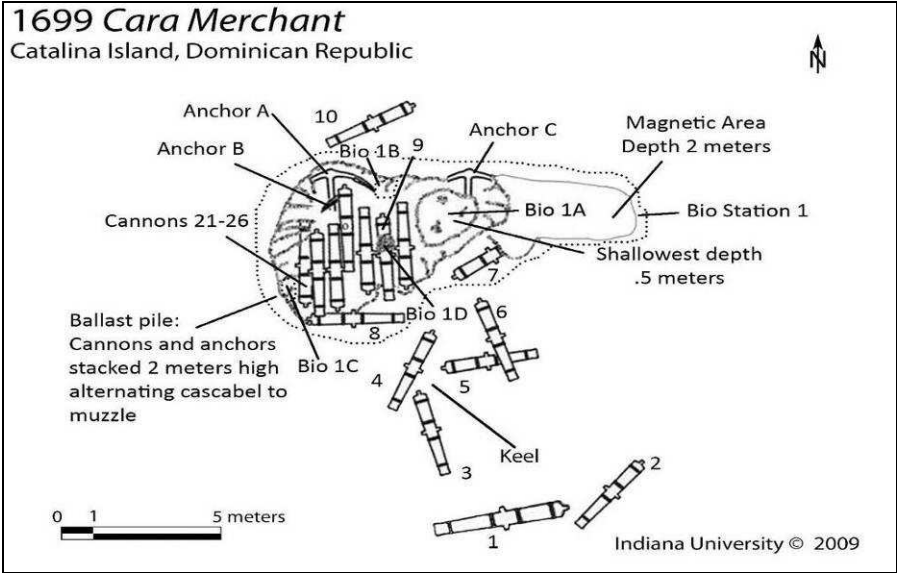 1699 Cara Merchant
Catalina Island, Dominican Republic
N
Anchor A
10
Anchor B
Bio 1B
9
Anchor C
Magnetic Area
Depth 2 meters
Cannons 21-26
Bio 1A
Bio Station 1
Shallowest depth
.5 meters
7
Ballast pile:
Cannons and anchors
stacked 2 meters high
alternating cascabel to
muzzle
8
Bio 1D
6
Bio 1C
4
5
Keel
3
2
1
0 1 5 meters
Indiana University © 2009